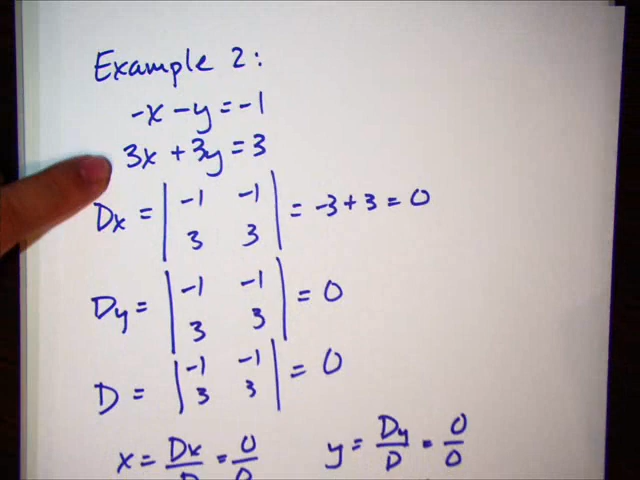 Example 2:
-x - y = -1
3x + 3y = 3
Dx = | -1 -1 | = -3 + 3 = 0
| 3 3 |
Dy = | -1 -1 | = 0
| 3 3 |
D = | -1 -1 | = 0
| 3 3 |
x = Dx/D = 0/0 y = Dy/D = 0/0